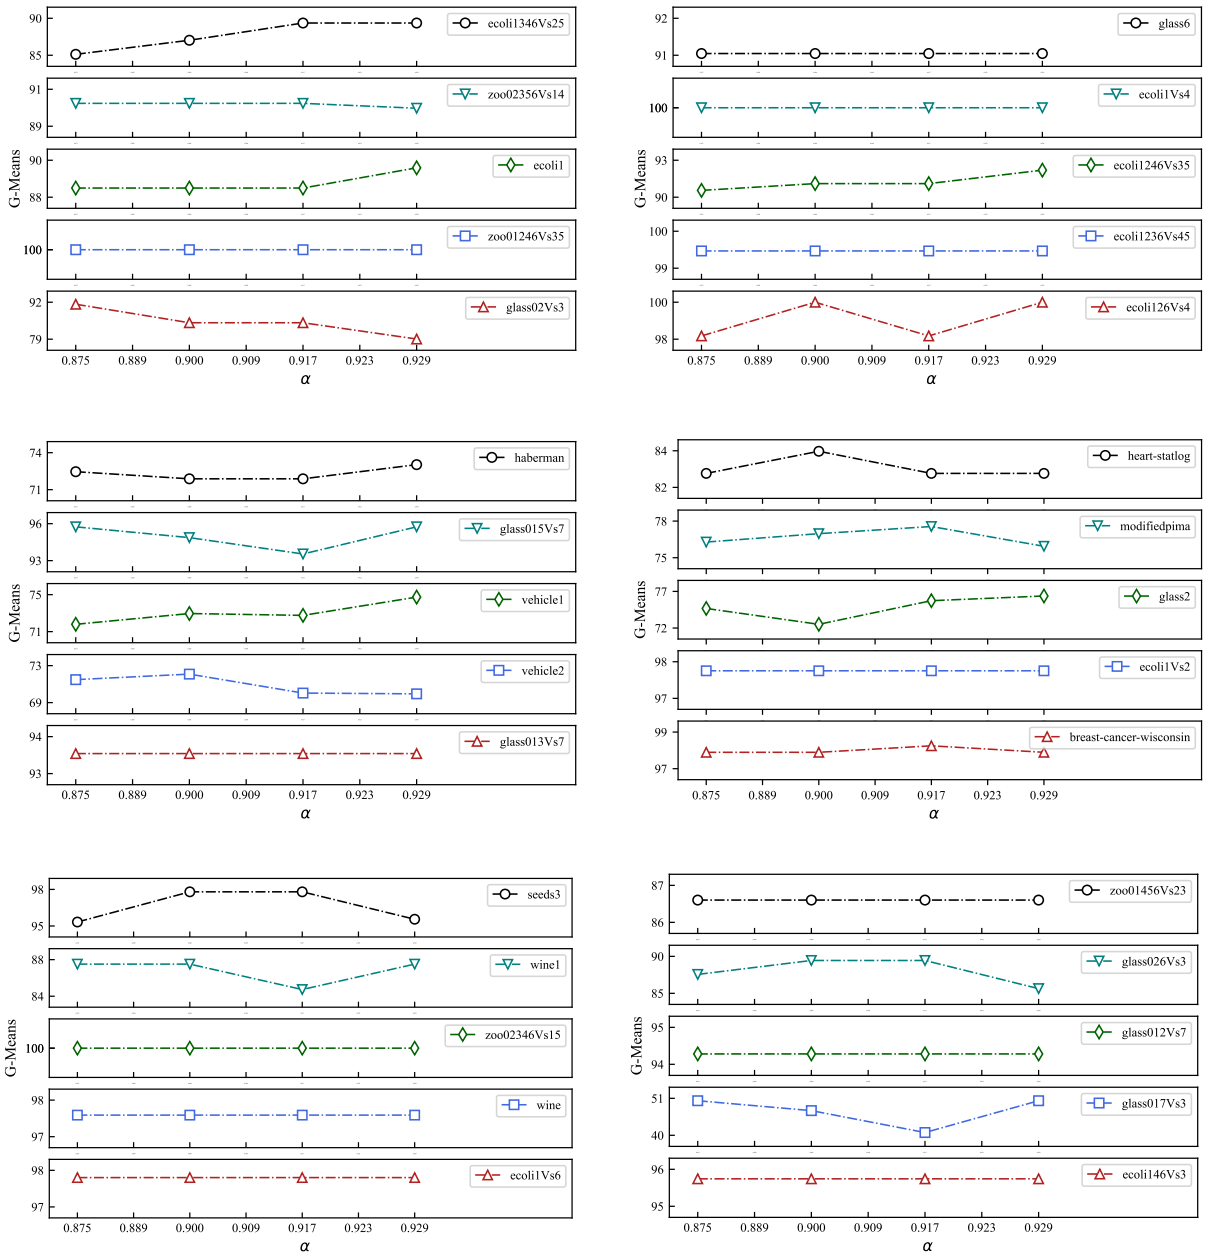 90
85
ecoli1346Vs25
91
89
zoo02356Vs14
90
88
ecoli1
G-Means
100
zoo01246Vs35
92
79
glass02Vs3
0.875 0.889 0.900 0.909 0.917 0.923 0.929
α
92
91
glass6
100
ecoli1Vs4
93
90
ecoli1246Vs35
G-Means
100
99
ecoli1236Vs45
100
98
ecoli126Vs4
0.875 0.889 0.900 0.909 0.917 0.923 0.929
α
74
71
haberman
96
93
glass015Vs7
75
71
vehicle1
G-Means
73
69
vehicle2
94
93
glass013Vs7
0.875 0.889 0.900 0.909 0.917 0.923 0.929
α
84
82
heart-statlog
78
75
modifiedpima
77
72
glass2
G-Means
98
97
ecoli1Vs2
99
97
breast-cancer-wisconsin
0.875 0.889 0.900 0.909 0.917 0.923 0.929
α
98
95
seeds3
88
84
wine1
100
zoo02346Vs15
G-Means
98
97
wine
98
97
ecoli1Vs6
0.875 0.889 0.900 0.909 0.917 0.923 0.929
α
87
86
zoo01456Vs23
90
85
glass026Vs3
95
94
glass012Vs7
G-Means
51
40
glass017Vs3
96
95
ecoli146Vs3
0.875 0.889 0.900 0.909 0.917 0.923 0.929
α